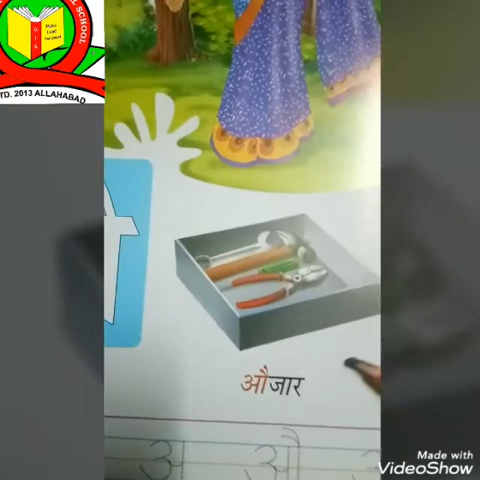 SCHOOL
TD. 2013 ALLAHABAD
औजार
अ औ
Made with
VideoShow